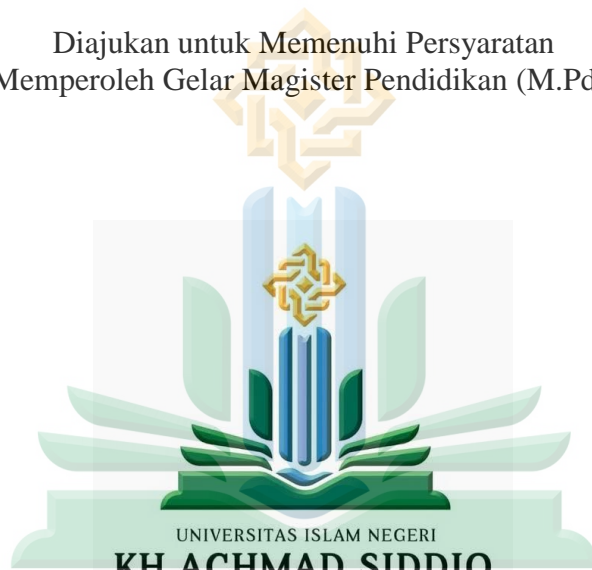 Diajukan untuk Memenuhi Persyaratan
Memperoleh Gelar Magister Pendidikan (M.Pd
UNIVERSITAS ISLAM NEGERI
KH ACHMAD SIDDIQ